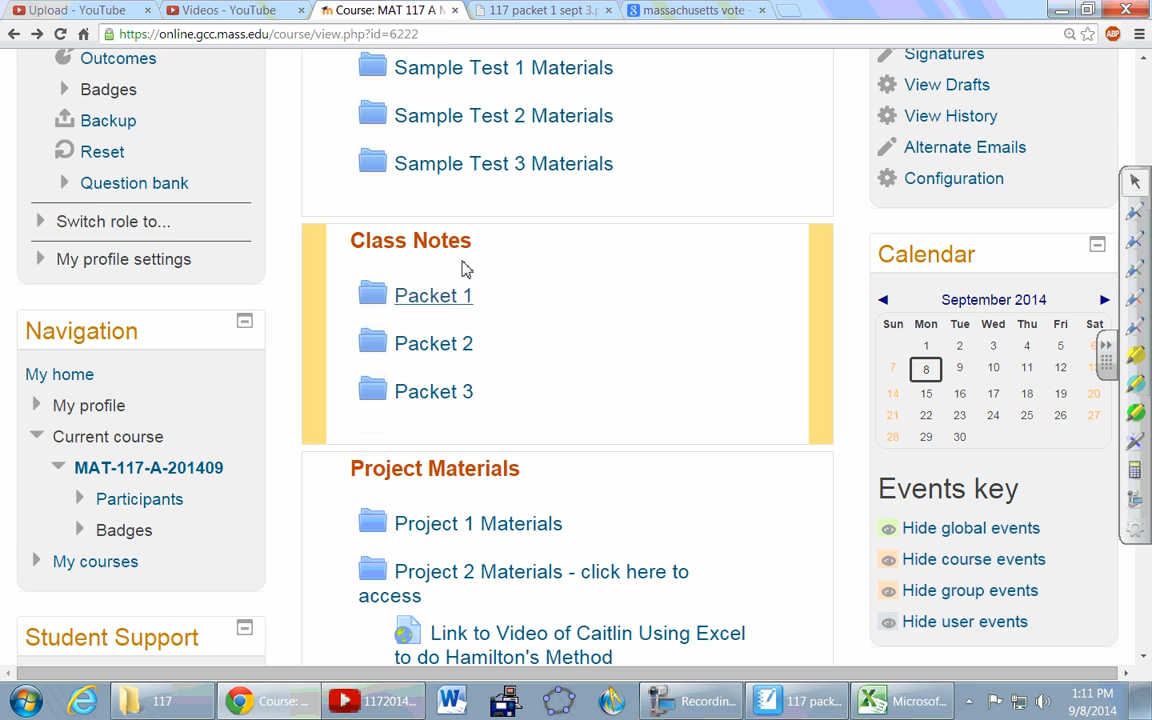 Upload - YouTube
Videos - YouTube
Course: MAT 117 A M
117 packet 1 sept 3.p
massachusetts vote -
https://online.gcc.mass.edu/course/view.php?id=6222
ABP
Outcomes
Badges
Backup
Reset
Question bank
Switch role to...
My profile settings
Navigation
My home
My profile
Current course
MAT-117-A-201409
Participants
Badges
My courses
Student Support
Sample Test 1 Materials
Sample Test 2 Materials
Sample Test 3 Materials
Class Notes
Packet 1
Packet 2
Packet 3
Project Materials
Project 1 Materials
Project 2 Materials - click here to
access
Link to Video of Caitlin Using Excel
to do Hamilton's Method
Signatures
View Drafts
View History
Alternate Emails
Configuration
Calendar
September 2014
Sun Mon Tue Wed Thu Fri Sat
1 2 3 4 5 6
7 8 9 10 11 12
14 15 16 17 18 19 20
21 22 23 24 25 26 27
28 29 30
Events key
Hide global events
Hide course events
Hide group events
Hide user events
117
Course: ...
1172014...
Recordin...
117 pack...
Microsof...
1:11 PM
9/8/2014